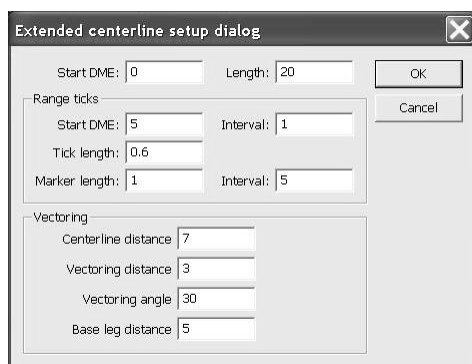 Extended centerline setup dialog
Start DME: 0 Length: 20 OK
Range ticks Cancel
Start DME: 5 Interval: 1
Tick length: 0.6
Marker length: 1 Interval: 5
Vectoring
Centerline distance 7
Vectoring distance 3
Vectoring angle 30
Base leg distance 5